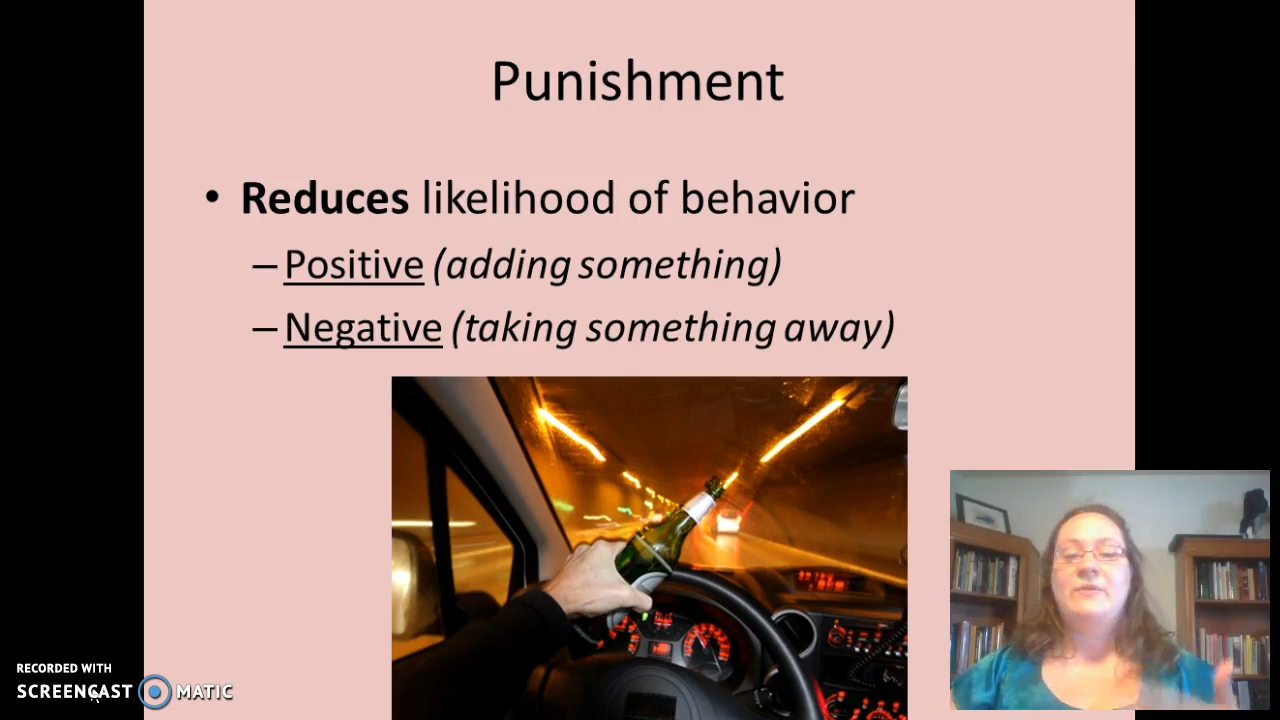 Punishment
• Reduces likelihood of behavior
– Positive (adding something)
– Negative (taking something away)
RECORDED WITH
SCREENCAST MATIC